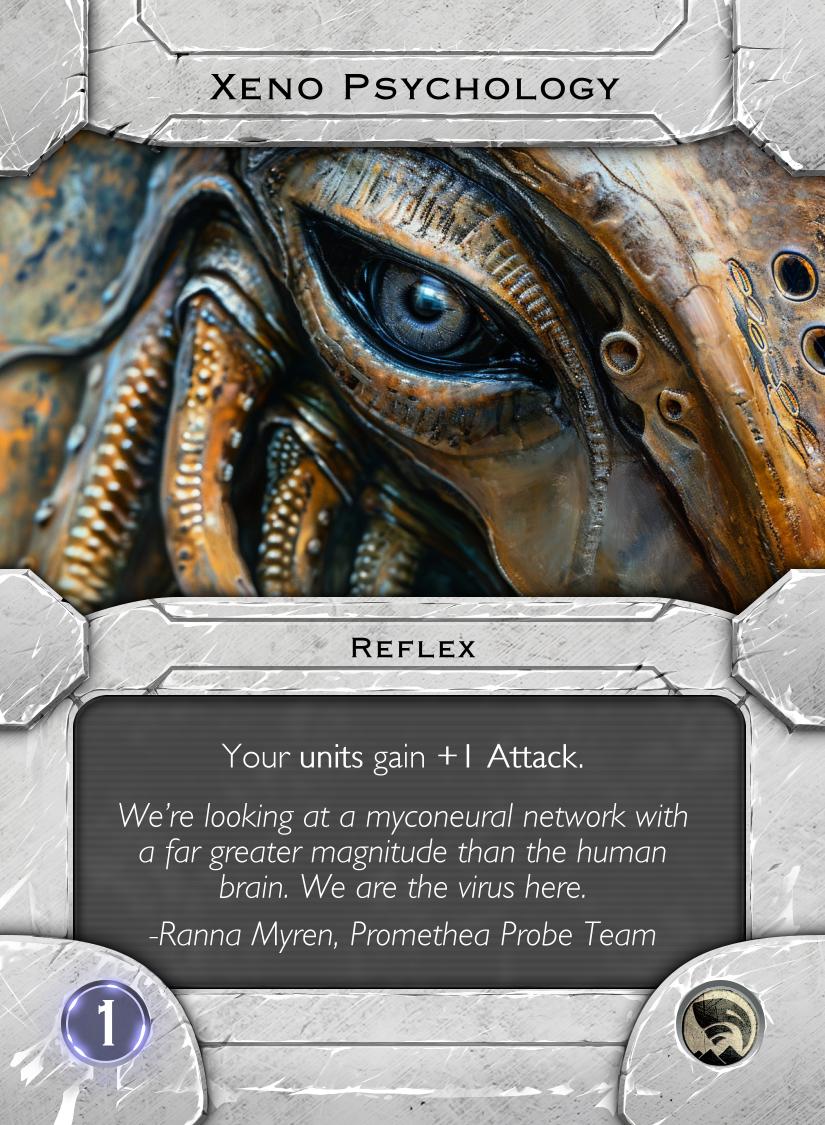 Xeno Psychology
Reflex
Your units gain +1 Attack.
We're looking at a myconeural network with
a far greater magnitude than the human
brain. We are the virus here.
-Ranna Myren, Promethea Probe Team
1